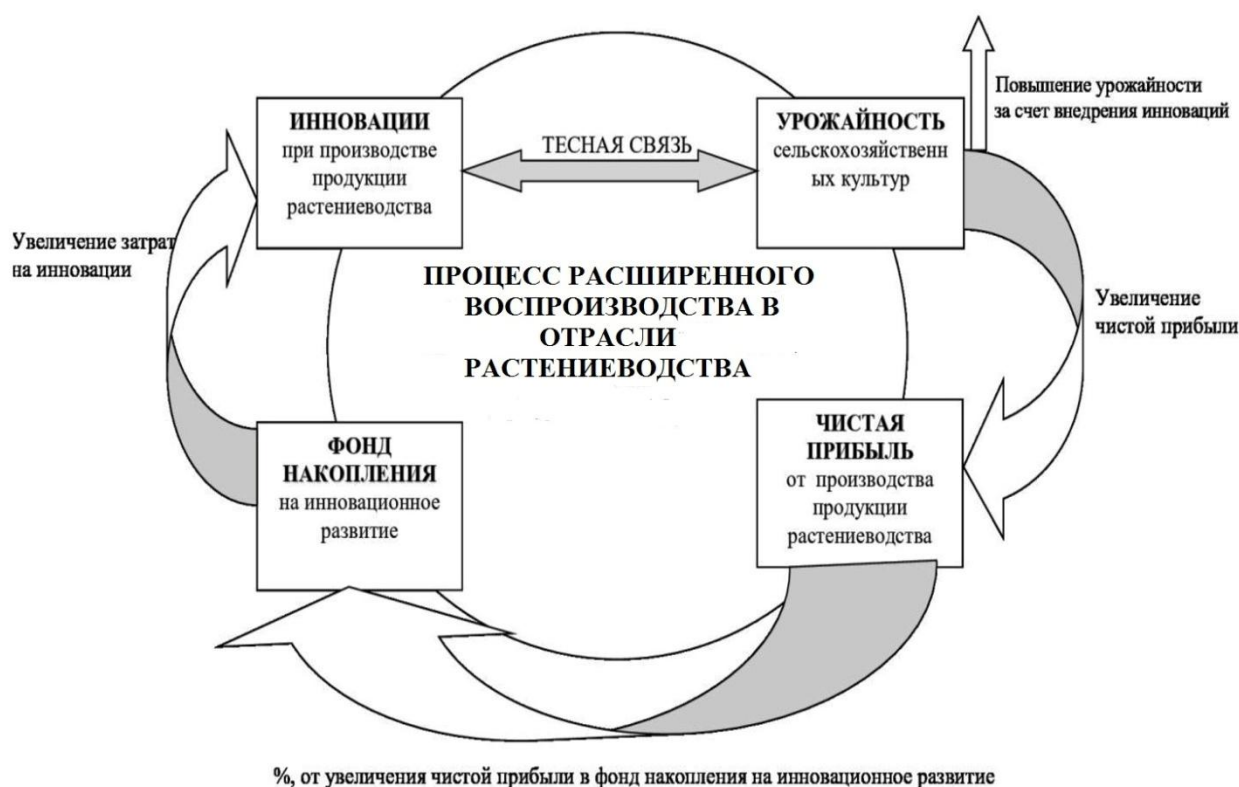 ИННОВАЦИИ
при производстве
продукции
растениеводства
ТЕСНАЯ СВЯЗЬ
УРОЖАЙНОСТЬ
сельскохозяйственн
ых культур
Повышение урожайности
за счет внедрения инноваций
Увеличение затрат
на инновации
ПРОЦЕСС РАСШИРЕННОГО
ВОСПРОИЗВОДСТВА В
ОТРАСЛИ
РАСТЕНИЕВОДСТВА
Увеличение
чистой прибыли
ФОНД
НАКОПЛЕНИЯ
на инновационное
развитие
ЧИСТАЯ
ПРИБЫЛЬ
от производства
продукции
растениеводства
%, от увеличения чистой прибыли в фонд накопления на инновационное развитие